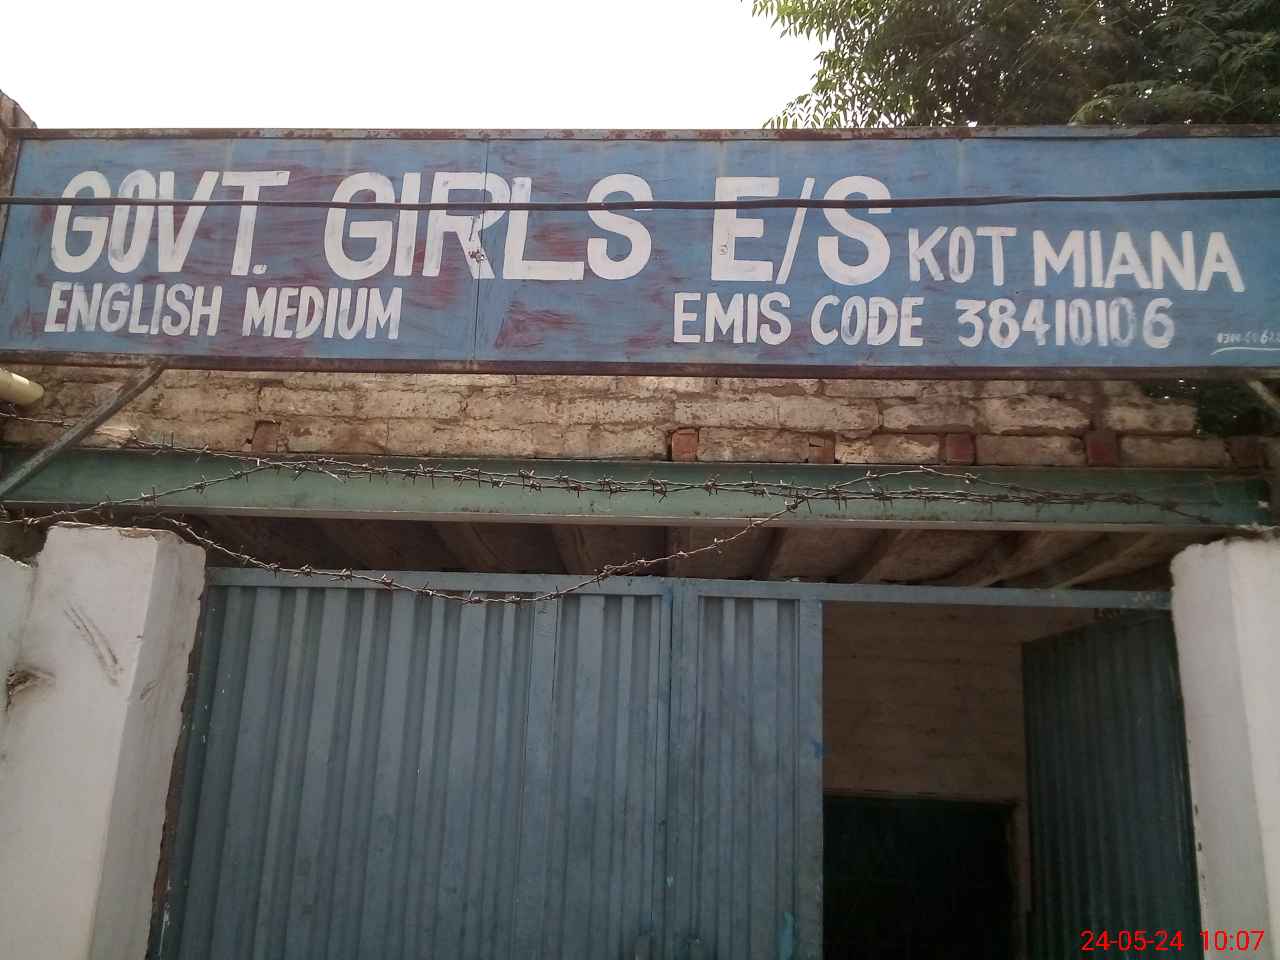 GOVT. GIRLS E/S KOT MIANA
ENGLISH MEDIUM EMIS CODE 38410106
24-05-24 10:07